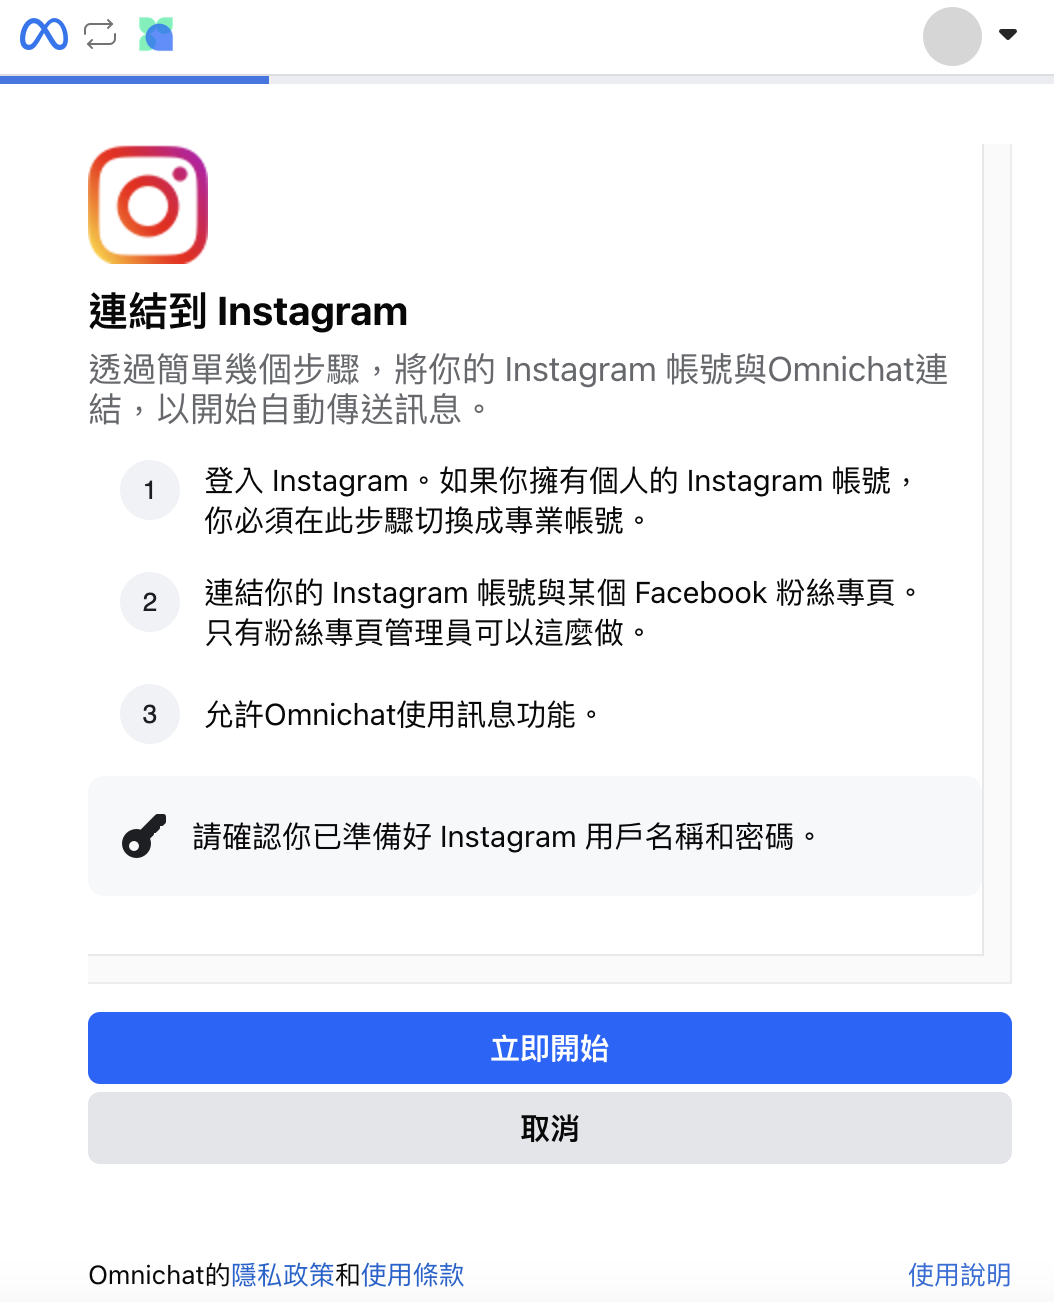 連結到 Instagram
透過簡單幾個步驟，將你的 Instagram 帳號與Omnichat連
結，以開始自動傳送訊息。
1
登入 Instagram。如果你擁有個人的 Instagram 帳號，
你必須在此步驟切換成專業帳號。
2
連結你的 Instagram 帳號與某個 Facebook 粉絲專頁。
只有粉絲專頁管理員可以這麼做。
3
允許Omnichat使用訊息功能。
請確認你已準備好 Instagram 用戶名稱和密碼。
立即開始
取消
Omnichat的隱私政策和使用條款
使用說明